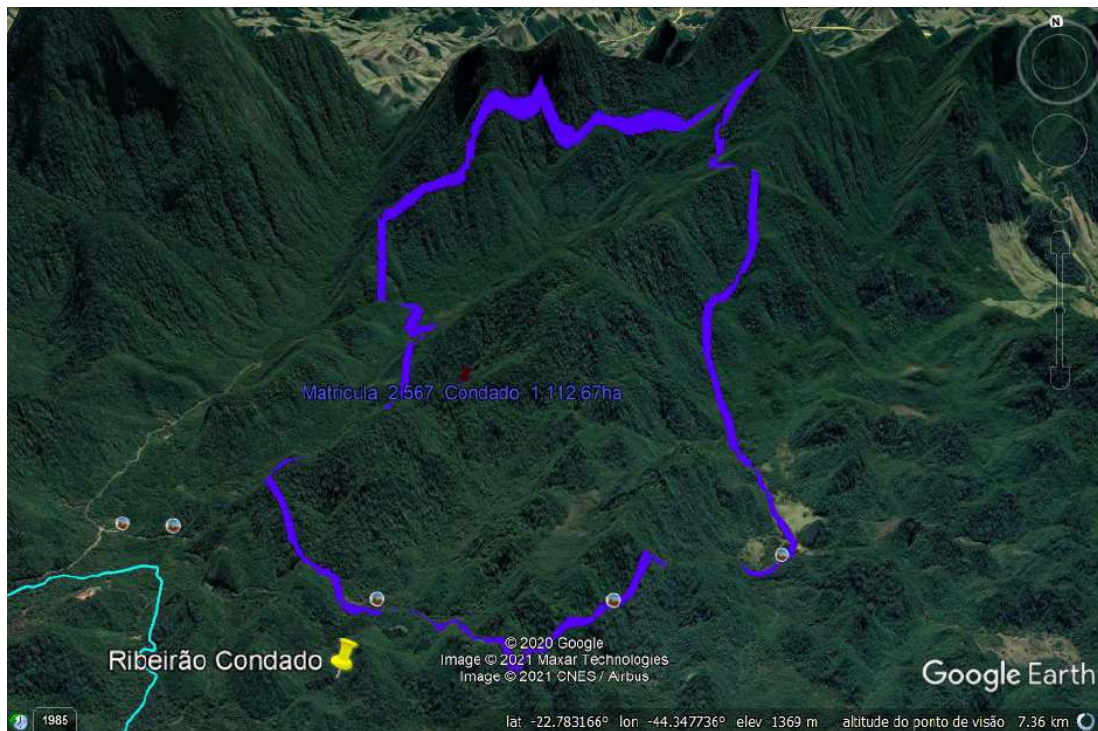 N
Matricula 2.567 Condado 1.112.67ha
Ribeirão Condado
© 2020 Google
Image © 2021 Maxar Technologies
Image © 2021 CNES / Airbus
Google Earth
1985
lat -22.783166° lon -44.347736° elev 1369 m altitude do ponto de visão 7.36 km